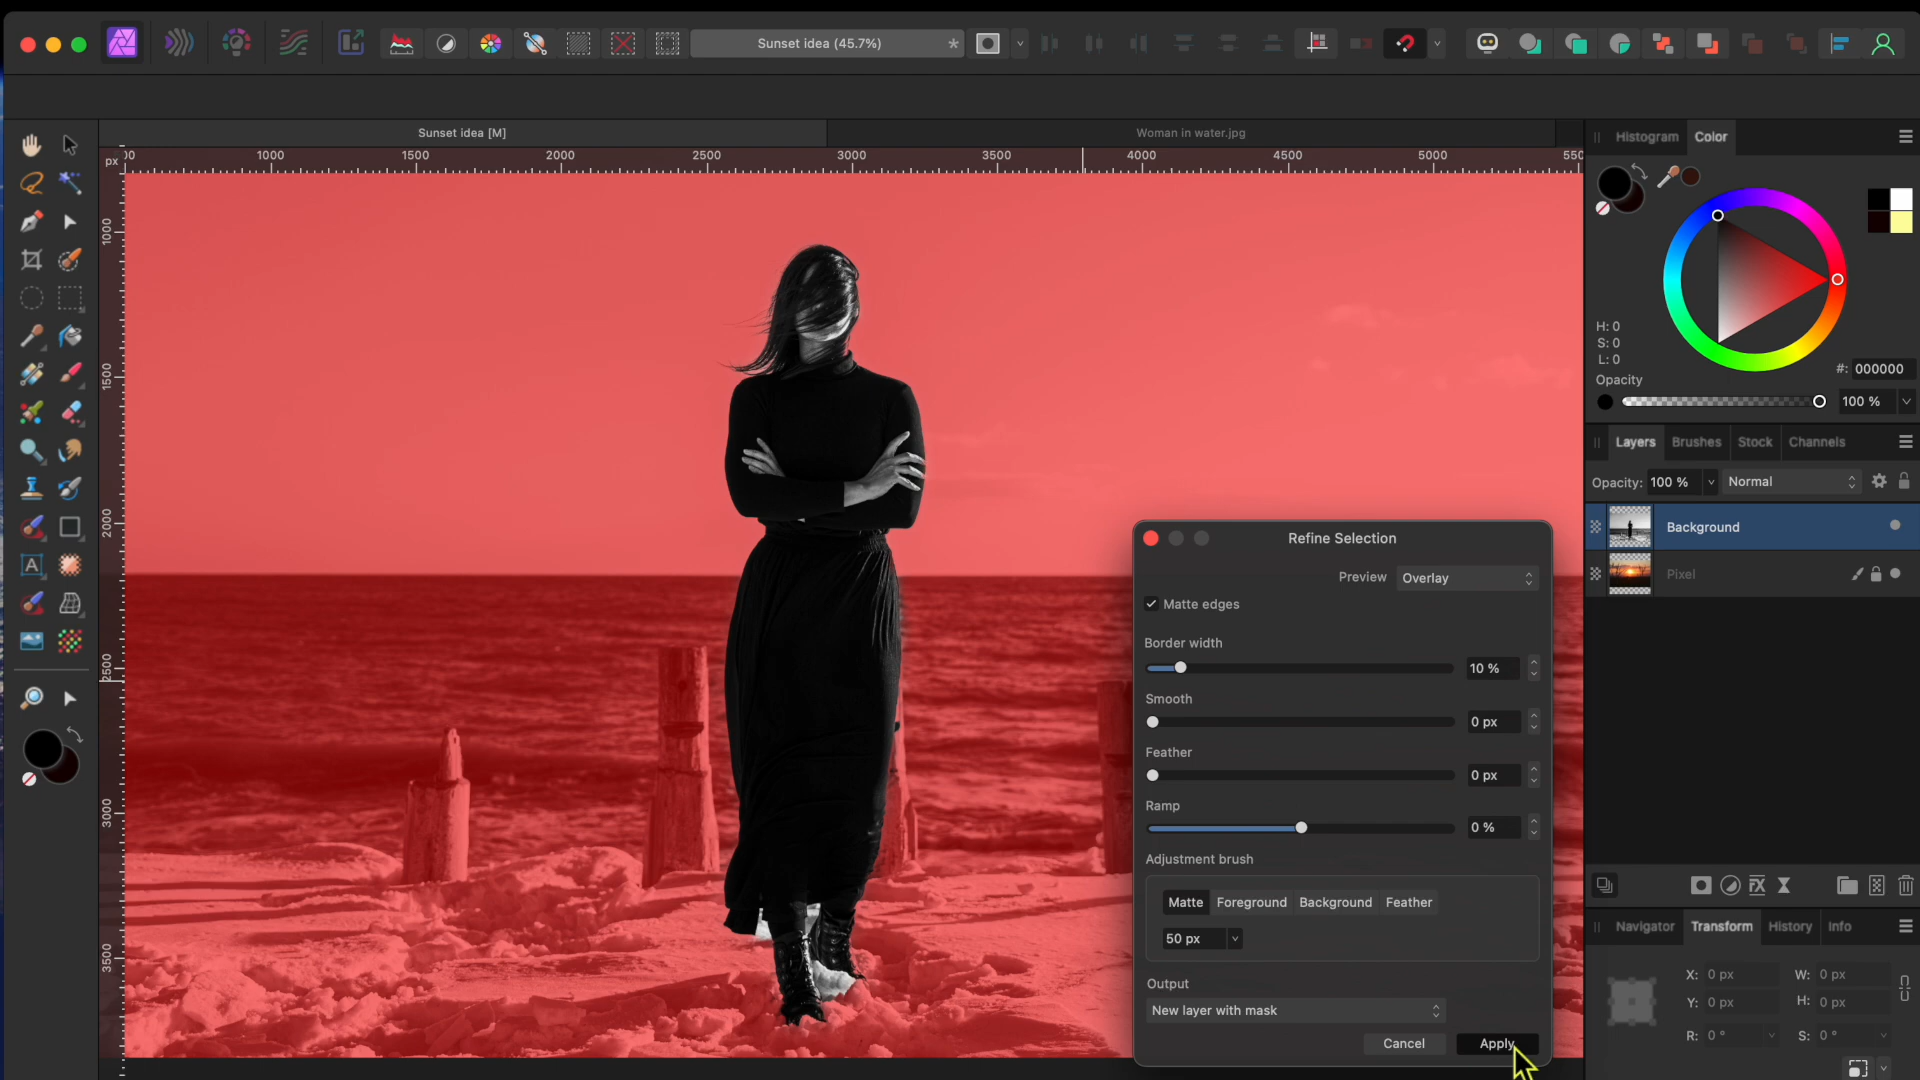 Sunset idea (45.7%)
*
Sunset idea [M]
Woman in water.jpg
px
1000
1500
2000
2500
3000
3500
4000
4500
5000
1000
1500
2000
2500
3000
3500
Histogram
Color
H: 0
S: 0
L: 0
#: 000000
Opacity
100 %
Layers
Brushes
Stock
Channels
Opacity: 100 %
Normal
Background
Pixel
Refine Selection
Preview
Overlay
Matte edges
Border width
10 %
Smooth
0 px
Feather
0 px
Ramp
0 %
Adjustment brush
Matte
Foreground
Background
Feather
50 px
Output
New layer with mask
Cancel
Apply
Navigator
Transform
History
Info
X: 0 px
W: 0 px
Y: 0 px
H: 0 px
R: 0 °
S: 0 °